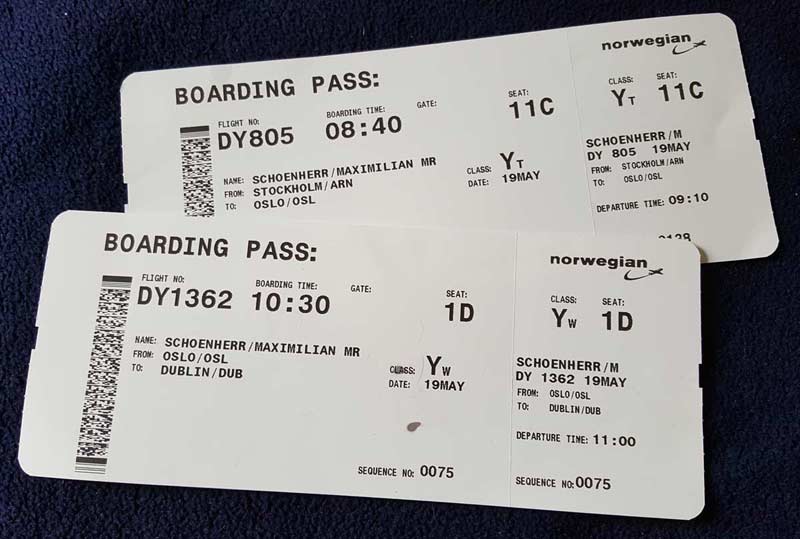 BOARDING PASS:
FLIGHT NO: BOARDING TIME: GATE: SEAT:
DY805 08:40 11C
NAME: SCHOENHERR/MAXIMILIAN MR
FROM: STOCKHOLM/ARN
TO: OSLO/OSL
CLASS: YT
DATE: 19MAY
norwegian
CLASS: SEAT:
YT 11C
SCHOENHERR/M
DY 805 19MAY
FROM: STOCKHOLM/ARN
TO: OSLO/OSL
DEPARTURE TIME: 09:10
BOARDING PASS:
FLIGHT NO: BOARDING TIME: GATE: SEAT:
DY1362 10:30 1D
NAME: SCHOENHERR/MAXIMILIAN MR
FROM: OSLO/OSL
TO: DUBLIN/DUB
CLASS: YW
DATE: 19MAY
SEQUENCE NO: 0075
norwegian
CLASS: SEAT:
YW 1D
SCHOENHERR/M
DY 1362 19MAY
FROM: OSLO/OSL
TO: DUBLIN/DUB
DEPARTURE TIME: 11:00
SEQUENCE NO: 0075